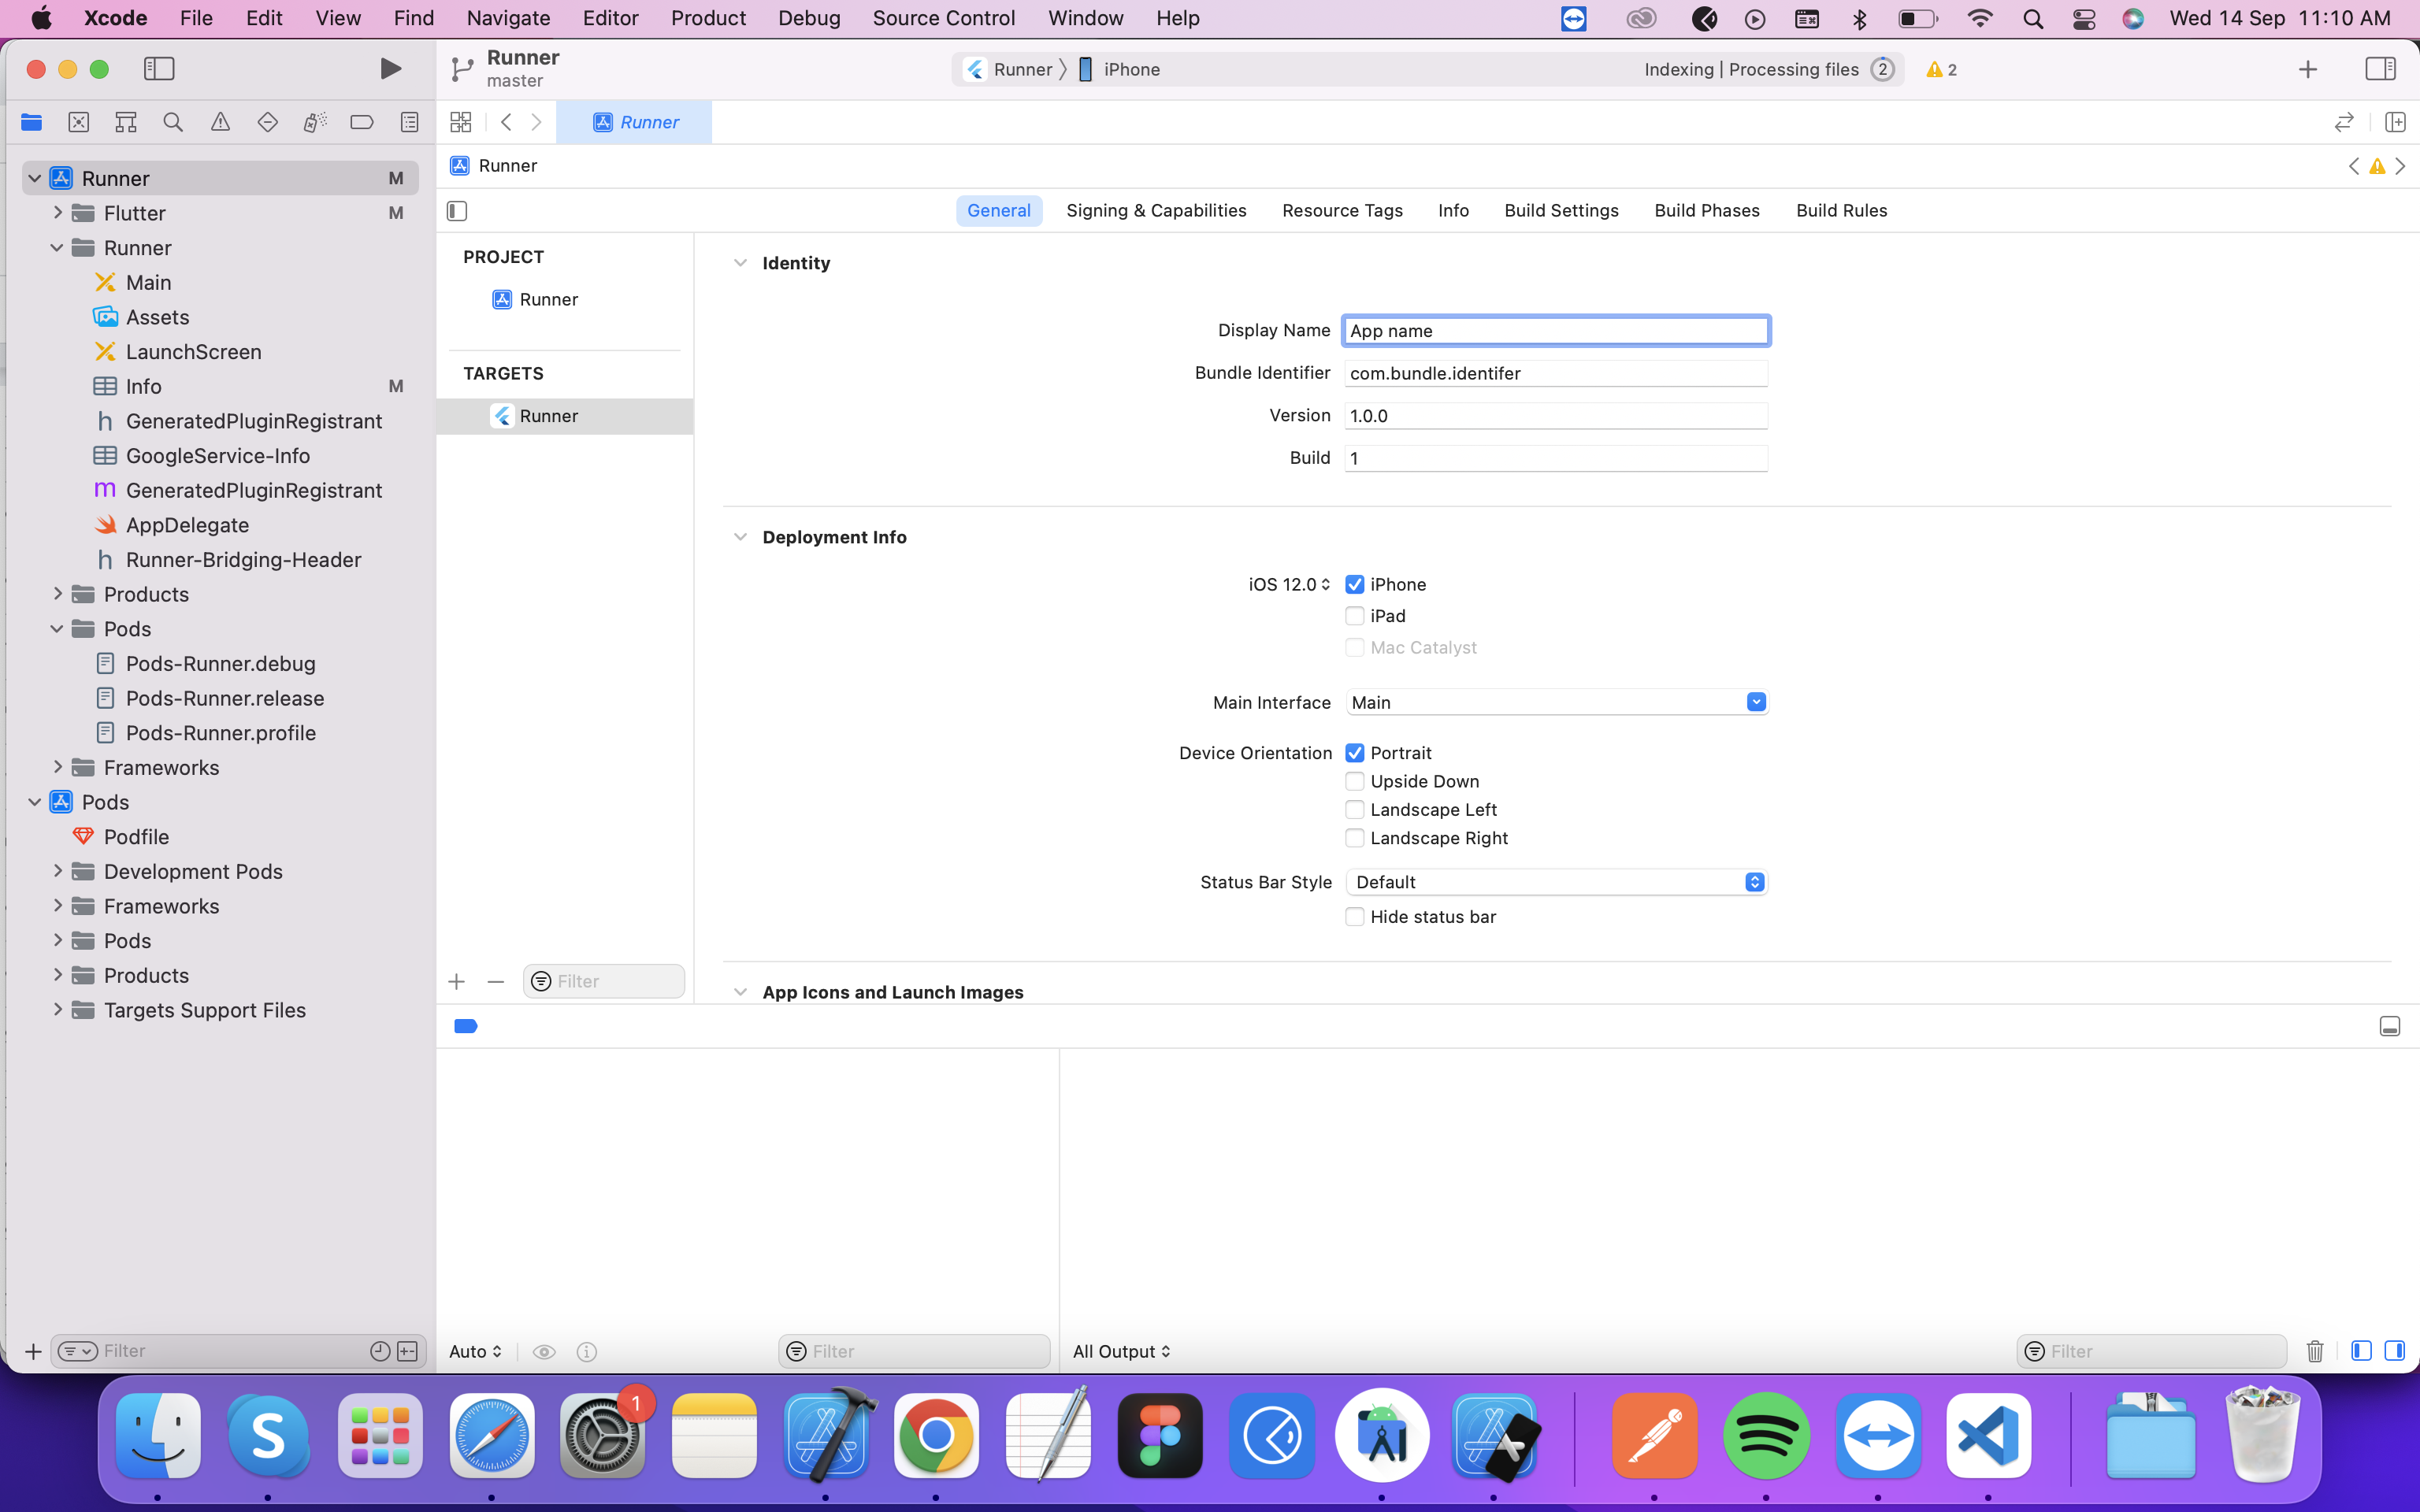 Xcode File Edit View Find Navigate Editor Product Debug Source Control Window Help Wed 14 Sep 11:10 AM
Runner
master
Runner iPhone Indexing | Processing files 2 2
Runner
Runner
Runner M
Flutter M
Runner
Main
Assets
LaunchScreen
Info M
GeneratedPluginRegistrant
GoogleService-Info
GeneratedPluginRegistrant
AppDelegate
Runner-Bridging-Header
Products
Pods
Pods-Runner.debug
Pods-Runner.release
Pods-Runner.profile
Frameworks
Pods
Podfile
Development Pods
Frameworks
Pods
Products
Targets Support Files
Filter
General Signing & Capabilities Resource Tags Info Build Settings Build Phases Build Rules
PROJECT
Runner
TARGETS
Runner
Filter
Identity
Display Name App name
Bundle Identifier com.bundle.identifer
Version 1.0.0
Build 1
Deployment Info
iOS 12.0 iPhone
iPad
Mac Catalyst
Main Interface Main
Device Orientation Portrait
Upside Down
Landscape Left
Landscape Right
Status Bar Style Default
Hide status bar
App Icons and Launch Images
Auto Filter All Output Filter
1